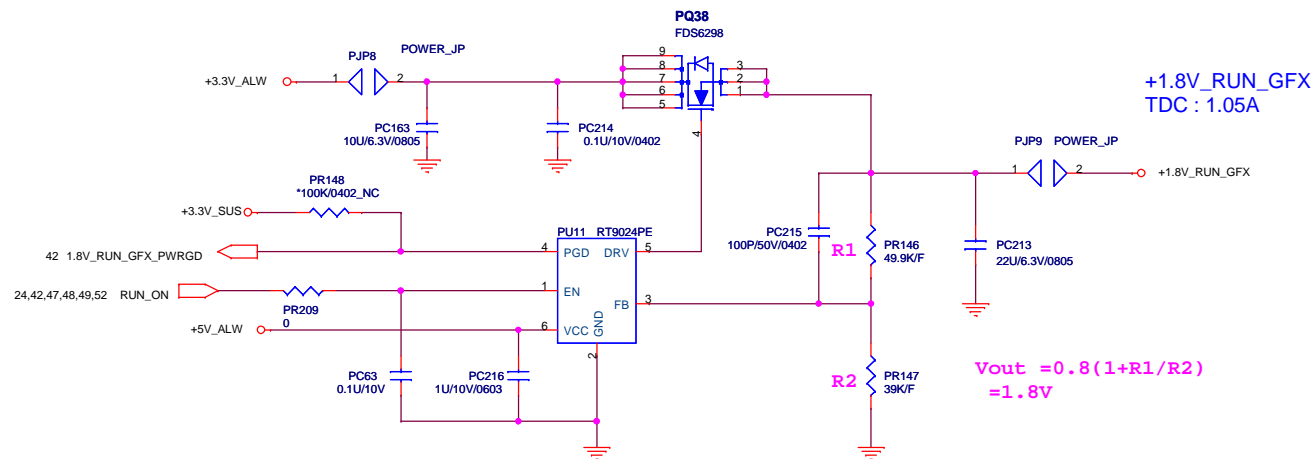 PQ38
FDS6298
PJP8
POWER_JP
+3.3V_ALW
1
2
9
8
7
6
5
3
2
1
4
+1.8V_RUN_GFX
TDC : 1.05A
PC163
10U/6.3V/0805
PC214
0.1U/10V/0402
PJP9
POWER_JP
1
2
+1.8V_RUN_GFX
PR148
*100K/0402_NC
+3.3V_SUS
PU11
RT9024PE
PC215
100P/50V/0402
R1
PR146
49.9K/F
PC213
22U/6.3V/0805
42
1.8V_RUN_GFX_PWRGD
4
PGD
DRV
5
24,42,47,48,49,52
RUN_ON
PR209
0
1
EN
FB
3
+5V_ALW
6
VCC
GND
2
PC63
0.1U/10V
PC216
1U/10V/0603
R2
PR147
39K/F
Vout =0.8(1+R1/R2)
=1.8V